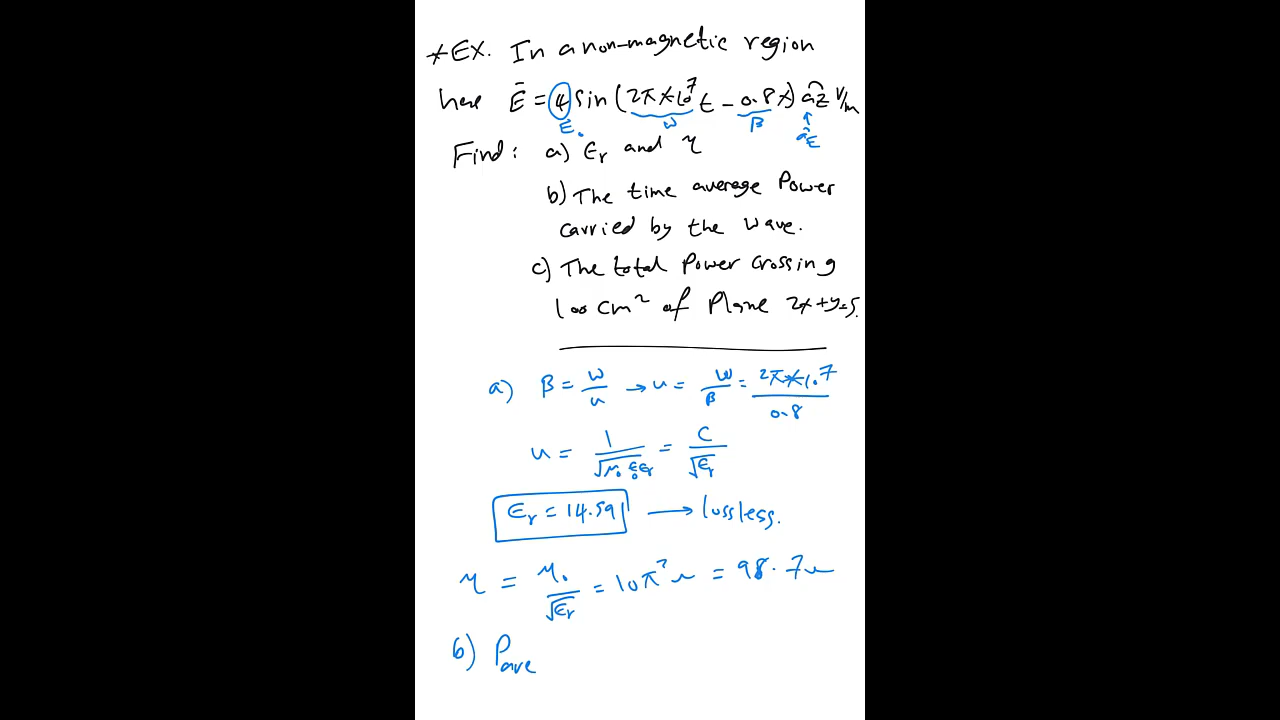 *EX. In a non-magnetic region
here Ē = 4 sin (2π*10⁷ t - 0.8 x) âz V/m
E₀ w β âE
Find: a) εr and η
b) The time average Power
carried by the wave.
c) The total Power crossing
100 cm² of Plane 2x+y=5.
a) β = w/u → u = w/β = 2π*10⁷/0.8
u = 1/√μ₀ε₀εr = c/√εr
εr = 14.59 → lossless.
η = η₀/√εr = 10π² Ω = 98.7 Ω
b) Pave